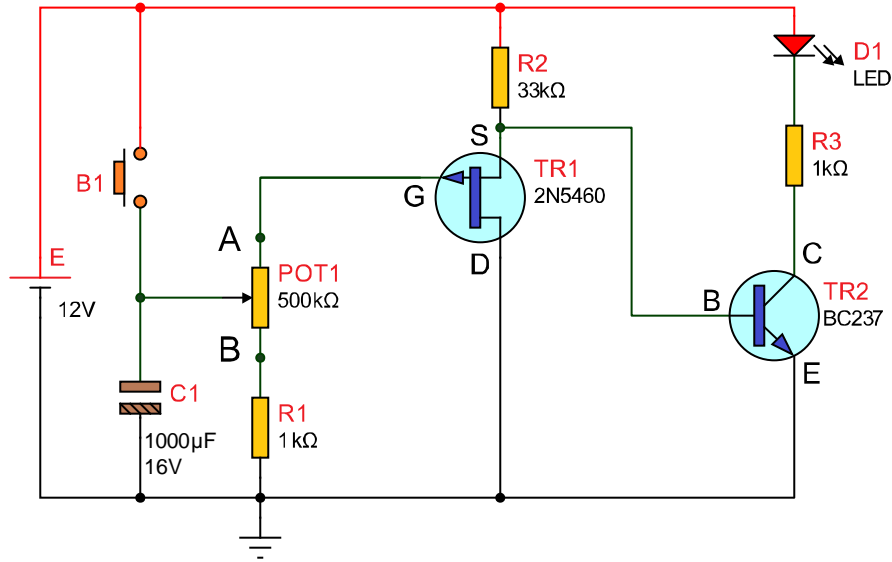 E
12V
B1
C1
1000µF
16V
A
POT1
500kΩ
B
R1
1kΩ
R2
33kΩ
S
G
TR1
2N5460
D
D1
LED
R3
1kΩ
C
B
TR2
BC237
E